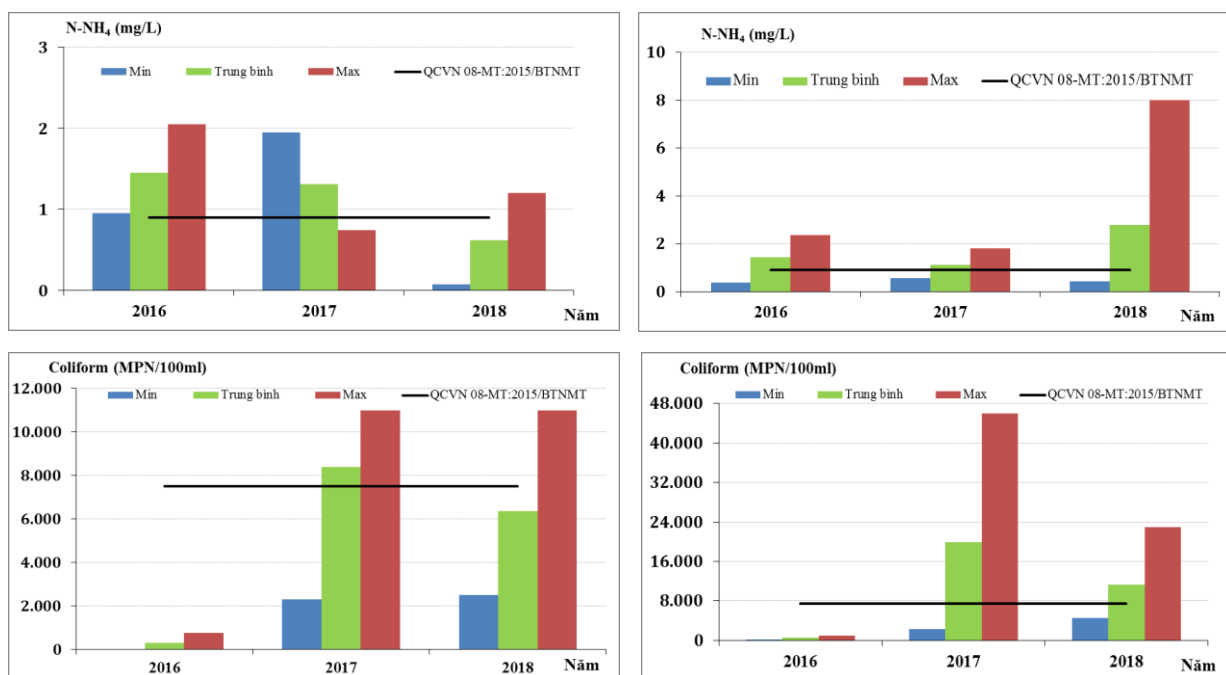 N-NH₄ (mg/L)
3
2
1
0
Min
Trung bình
Max
QCVN 08-MT:2015/BTNMT
2016
2017
2018
Năm
N-NH₄ (mg/L)
10
8
6
4
2
0
Min
Trung bình
Max
QCVN 08-MT:2015/BTNMT
2016
2017
2018
Năm
Coliform (MPN/100ml)
12.000
10.000
8.000
6.000
4.000
2.000
0
Min
Trung bình
Max
QCVN 08-MT:2015/BTNMT
2016
2017
2018
Năm
Coliform (MPN/100ml)
48.000
40.000
32.000
24.000
16.000
8.000
0
Min
Trung bình
Max
QCVN 08-MT:2015/BTNMT
2016
2017
2018
Năm